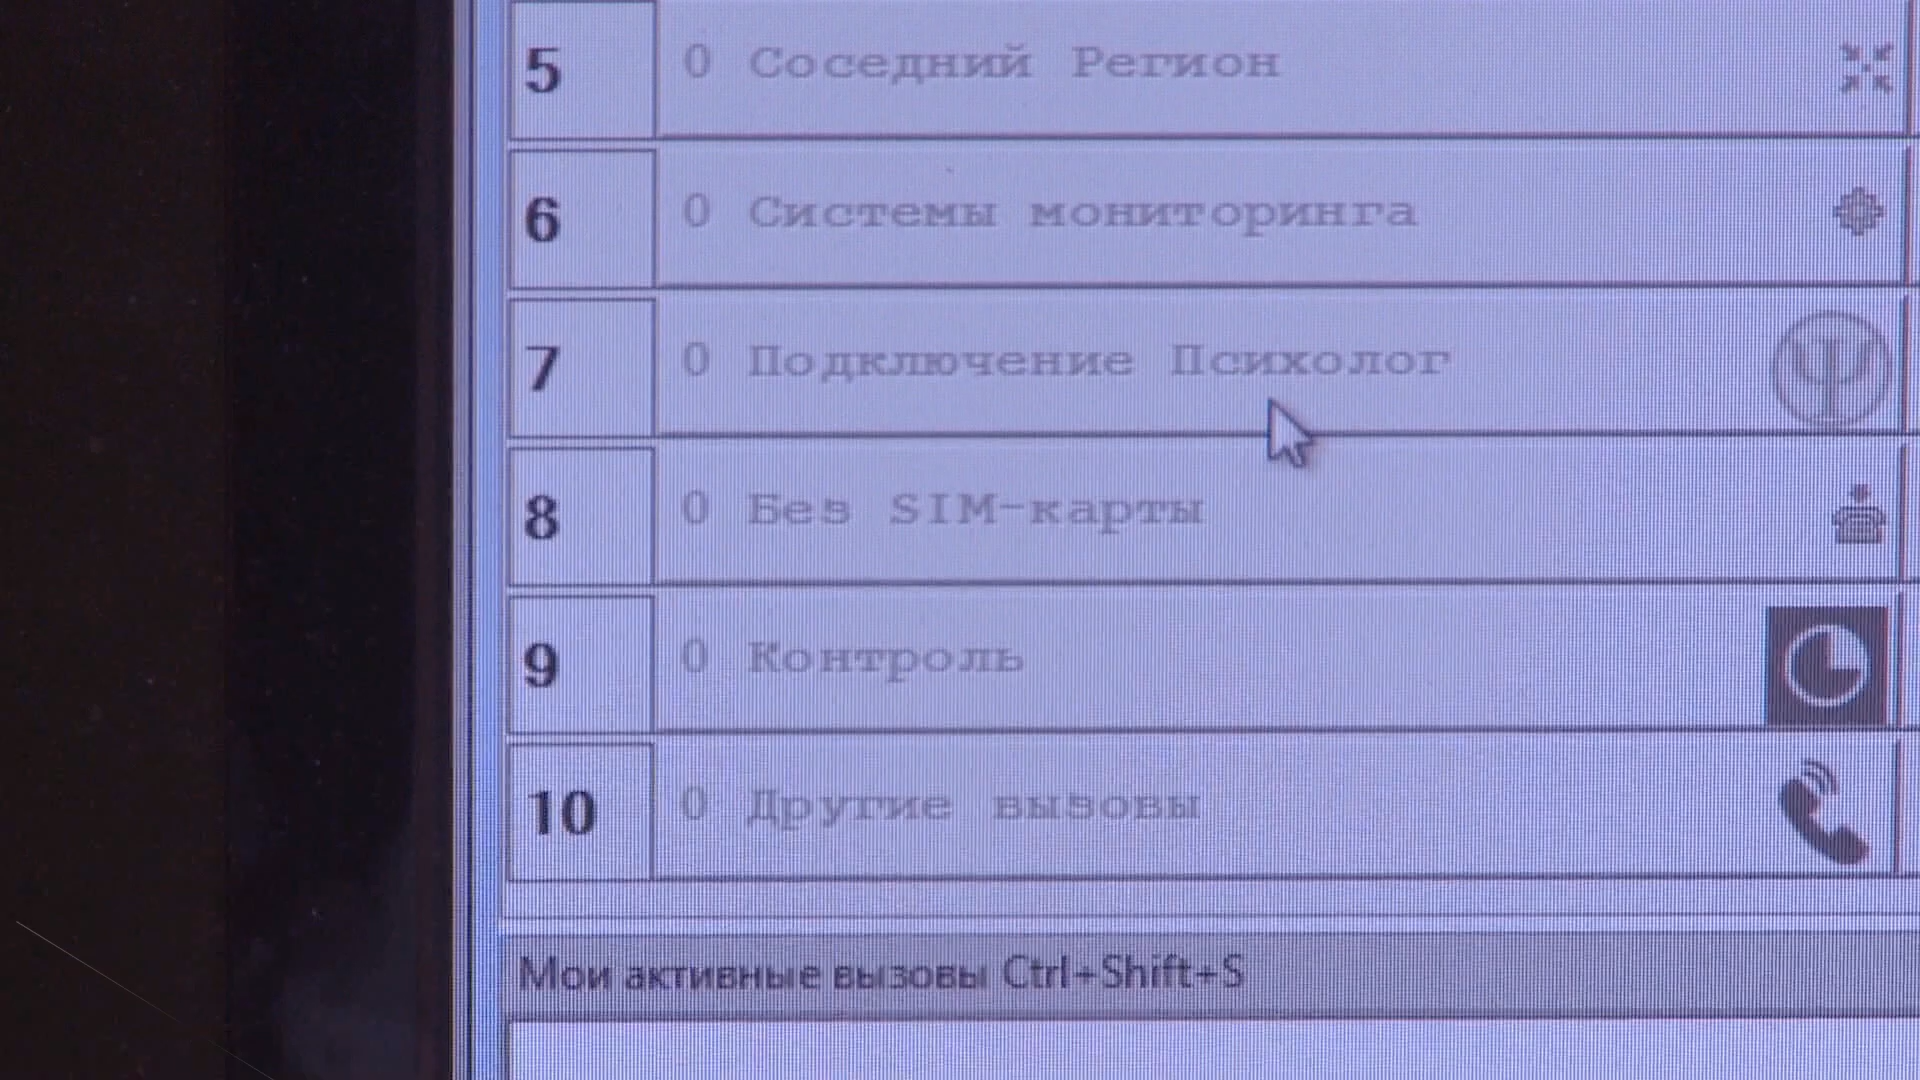 5 0 Соседний Регион
6 0 Системы мониторинга
7 0 Подключение Психолог
8 0 Без SIM-карты
9 0 Контроль
10 0 Другие вызовы
Мои активные вызовы Ctrl+Shift+S